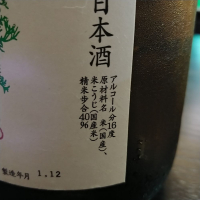 日本酒
アルコール分16度
原材料名 米(国産)、
米こうじ(国産米)
精米歩合40%
製造年月 1.12